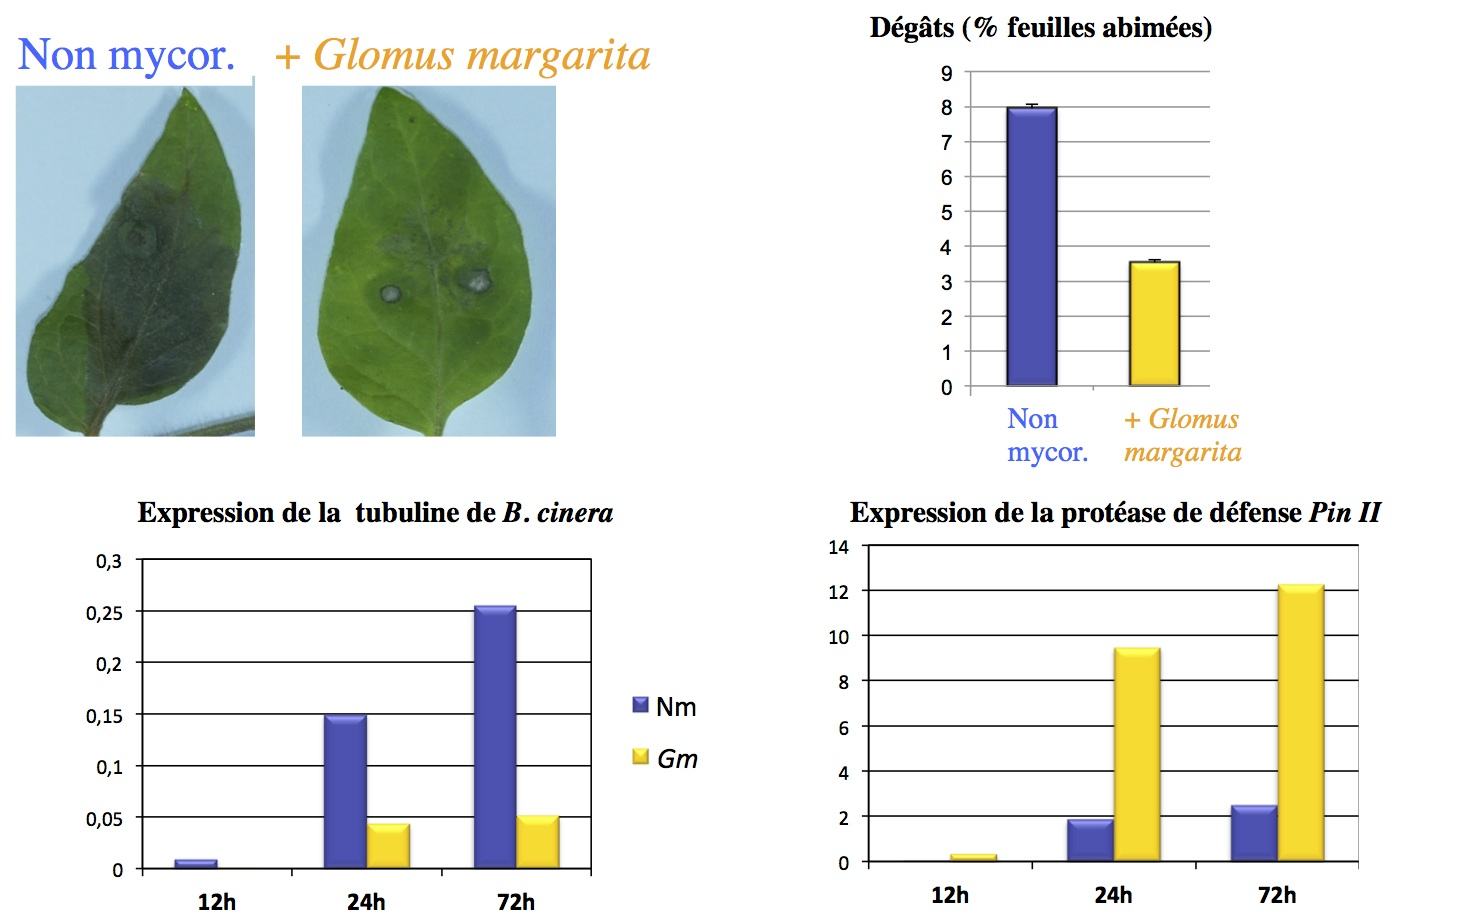 Non mycor.
+ Glomus margarita
Dégâts (% feuilles abimées)
9
8
7
6
5
4
3
2
1
0
Non
mycor.
+ Glomus
margarita
Expression de la tubuline de B. cinera
0,3
0,25
0,2
0,15
0,1
0,05
0
12h
24h
72h
Nm
Gm
Expression de la protéase de défense Pin II
14
12
10
8
6
4
2
0
12h
24h
72h